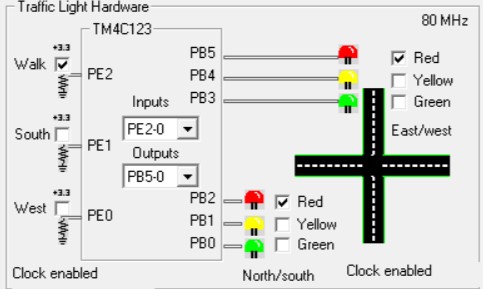 Traffic Light Hardware
80 MHz
TM4C123
+3.3
Walk
PE2
PB5
PB4
PB3
Red
Yellow
Green
Inputs
PE2-0
East/west
+3.3
South
PE1
Outputs
PB5-0
+3.3
West
PE0
PB2
PB1
PB0
Red
Yellow
Green
Clock enabled
North/south
Clock enabled